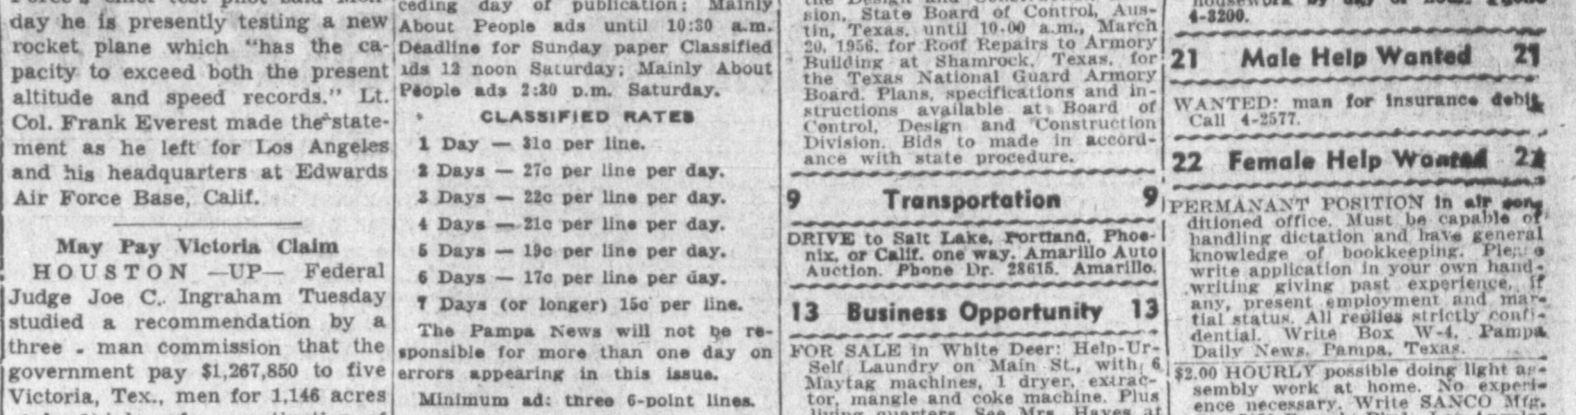 day he is presently testing a new
rocket plane which "has the ca-
pacity to exceed both the present
altitude and speed records." Lt.
Col. Frank Everest made the state-
ment as he left for Los Angeles
and his headquarters at Edwards
Air Force Base, Calif.
May Pay Victoria Claim
HOUSTON —UP— Federal
Judge Joe C. Ingraham Tuesday
studied a recommendation by a
three - man commission that the
government pay $1,267,850 to five
Victoria, Tex., men for 1,146 acres
ceding day of publication; Mainly
About People ads until 10:30 a.m.
Deadline for Sunday paper Classified
ads 12 noon Saturday; Mainly About
People ads 2:30 p.m. Saturday.
CLASSIFIED RATES
1 Day — 31c per line.
2 Days — 27c per line per day.
3 Days — 22c per line per day.
4 Days — 21c per line per day.
5 Days — 19c per line per day.
6 Days — 17c per line per day.
7 Days (or longer) 15c per line.
The Pampa News will not be re-
sponsible for more than one day on
errors appearing in this issue.
Minimum ad: three 6-point lines.
sion, State Board of Control, Aus-
tin, Texas, until 10:00 a.m., March
20, 1956, for Roof Repairs to Armory
Building at Shamrock, Texas, for
the Texas National Guard Armory
Board. Plans, specifications and in-
structions available at Board of
Control, Design and Construction
Division. Bids to made in accord-
ance with state procedure.
9 Transportation 9
DRIVE to Salt Lake, Portland, Phoe-
nix, or Calif. one way. Amarillo Auto
Auction. Phone Dr. 28615. Amarillo.
13 Business Opportunity 13
FOR SALE in White Deer: Help-Ur-
Self Laundry on Main St., with 6
Maytag machines, 1 dryer, extrac-
tor, mangle and coke machine. Plus
living quarters. See Mrs. Hayes at
4-3200.
21 Male Help Wanted 21
WANTED: man for insurance debit
Call 4-2577.
22 Female Help Wanted 22
PERMANANT POSITION in air con-
ditioned office. Must be capable of
handling dictation and have general
knowledge of bookkeeping. Please
write application in your own hand-
writing giving past experience, if
any, present employment and mar-
tial status. All replies strictly confi-
dential. Write Box W-4, Pampa
Daily News, Pampa, Texas.
$2.00 HOURLY possible doing light as-
sembly work at home. No experi-
ence necessary. Write SANCO Mfg.